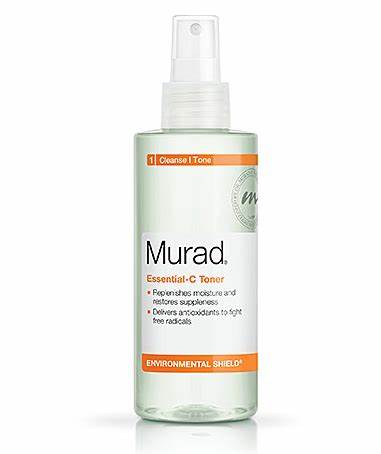 1 Cleanse | Tone
Murad®
Essential-C Toner
• Replenishes moisture and
restores suppleness
• Delivers antioxidants to fight
free radicals
ENVIRONMENTAL SHIELD®